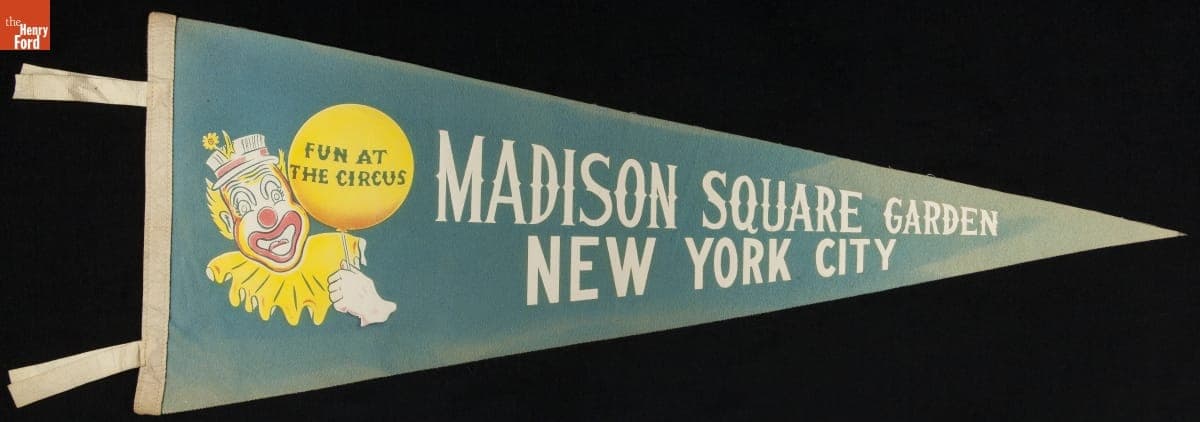 the
Henry
Ford
FUN AT
THE CIRCUS
MADISON SQUARE GARDEN
NEW YORK CITY